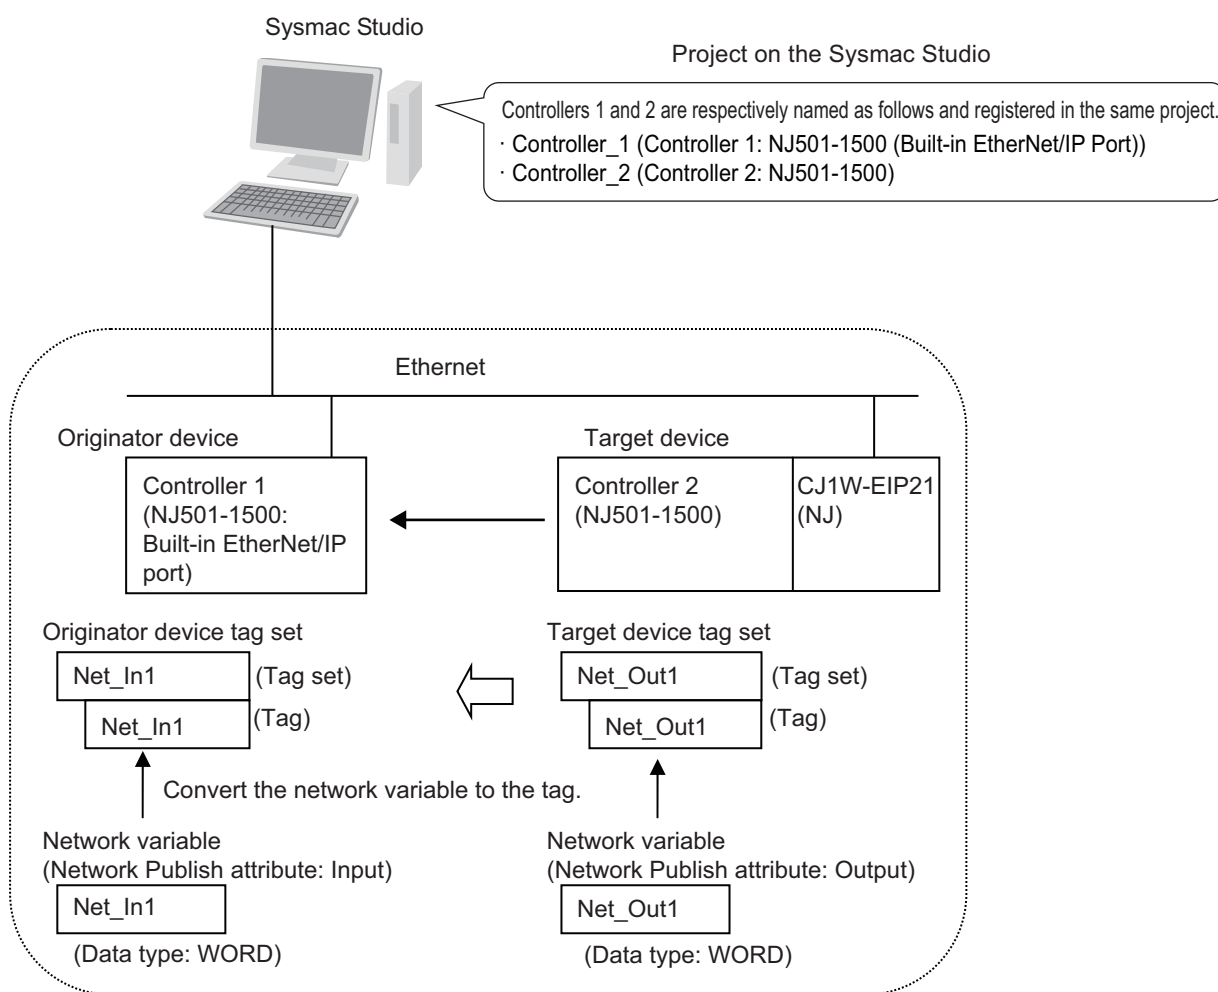 Sysmac Studio
Project on the Sysmac Studio
Controllers 1 and 2 are respectively named as follows and registered in the same project.
· Controller_1 (Controller 1: NJ501-1500 (Built-in EtherNet/IP Port))
· Controller_2 (Controller 2: NJ501-1500)
Ethernet
Originator device
Target device
Controller 1
(NJ501-1500:
Built-in EtherNet/IP
port)
Controller 2
(NJ501-1500)
CJ1W-EIP21
(NJ)
Originator device tag set
Target device tag set
Net_In1
(Tag set)
Net_In1
(Tag)
Net_Out1
(Tag set)
Net_Out1
(Tag)
Convert the network variable to the tag.
Network variable
(Network Publish attribute: Input)
Net_In1
(Data type: WORD)
Network variable
(Network Publish attribute: Output)
Net_Out1
(Data type: WORD)